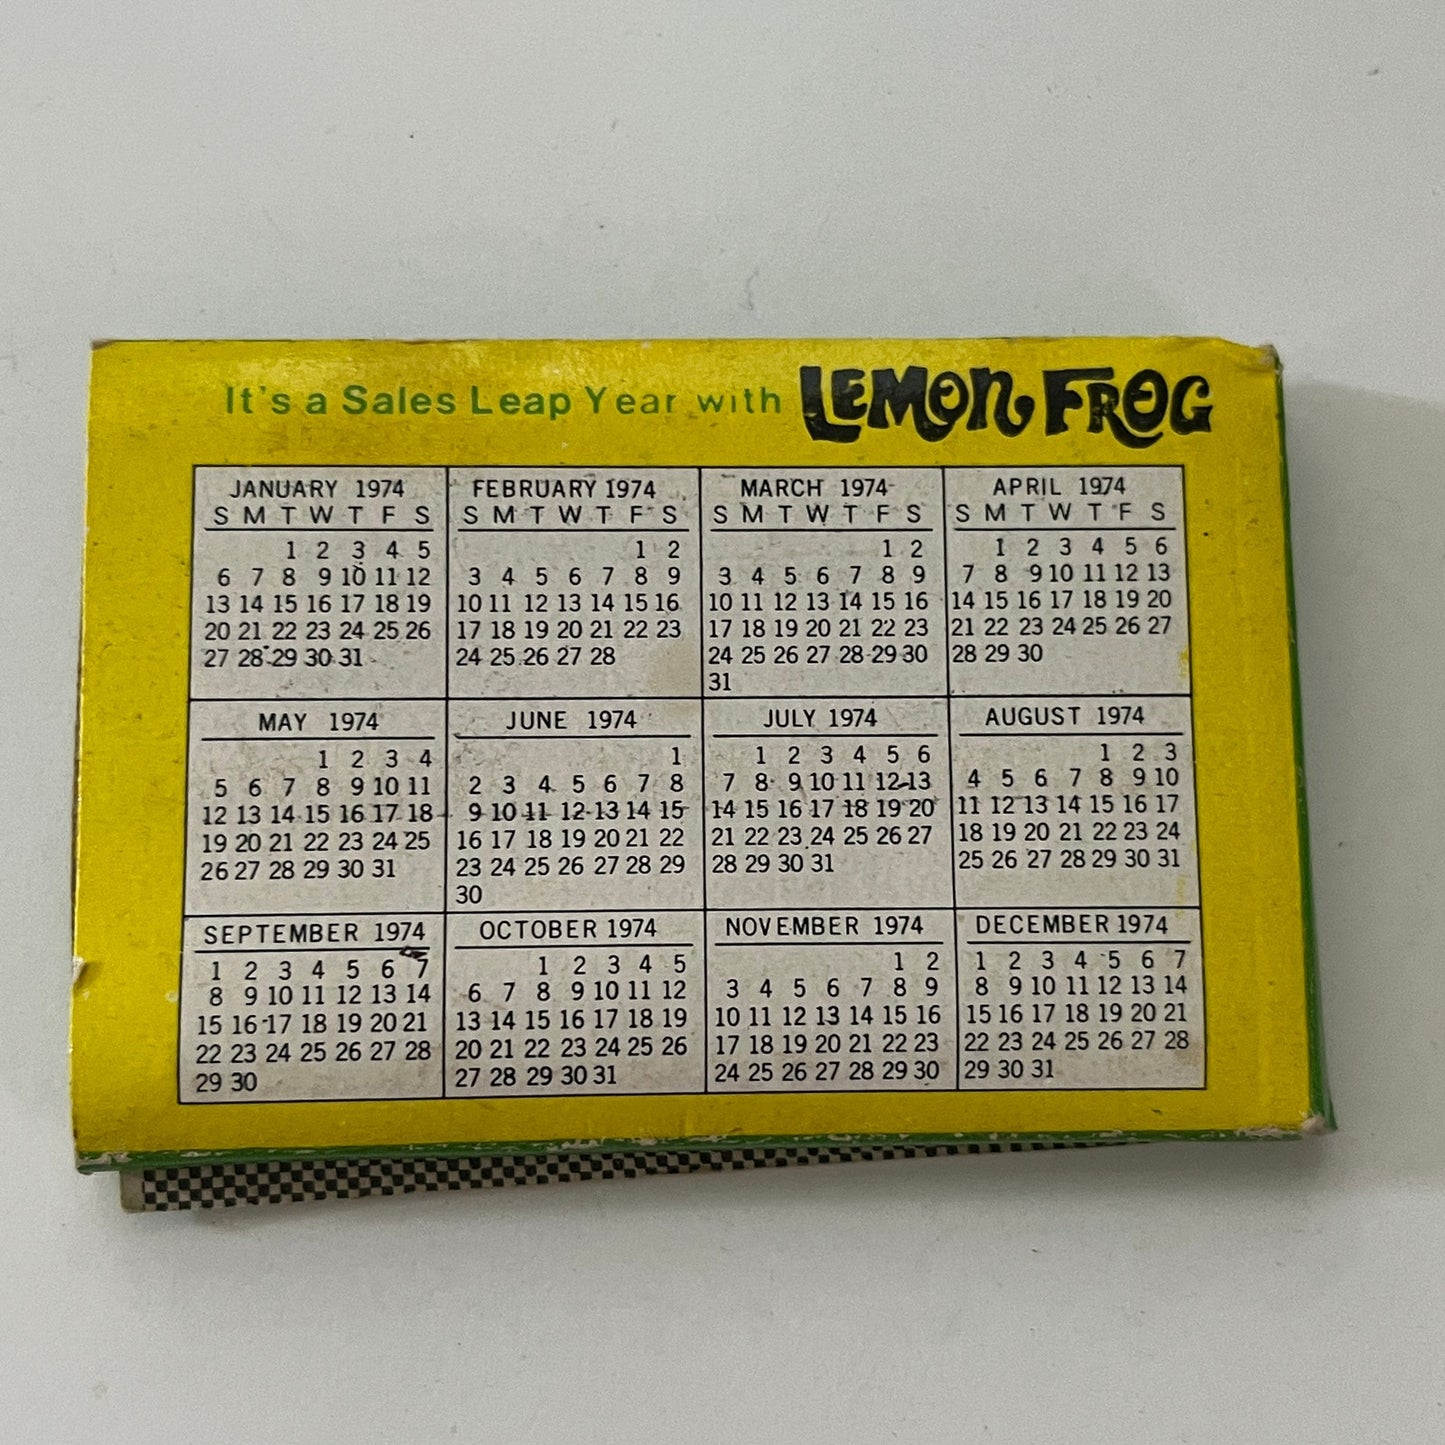 It's a Sales Leap Year with LEMON FROG
JANUARY 1974
S M T W T F S
1 2 3 4 5
6 7 8 9 10 11 12
13 14 15 16 17 18 19
20 21 22 23 24 25 26
27 28 29 30 31
FEBRUARY 1974
S M T W T F S
1 2
3 4 5 6 7 8 9
10 11 12 13 14 15 16
17 18 19 20 21 22 23
24 25 26 27 28
MARCH 1974
S M T W T F S
1 2
3 4 5 6 7 8 9
10 11 12 13 14 15 16
17 18 19 20 21 22 23
24 25 26 27 28 29 30
31
APRIL 1974
S M T W T F S
1 2 3 4 5 6
7 8 9 10 11 12 13
14 15 16 17 18 19 20
21 22 23 24 25 26 27
28 29 30
MAY 1974
1 2 3 4
5 6 7 8 9 10 11
12 13 14 15 16 17 18
19 20 21 22 23 24 25
26 27 28 29 30 31
JUNE 1974
1
2 3 4 5 6 7 8
9 10 11 12 13 14 15
16 17 18 19 20 21 22
23 24 25 26 27 28 29
30
JULY 1974
1 2 3 4 5 6
7 8 9 10 11 12 13
14 15 16 17 18 19 20
21 22 23 24 25 26 27
28 29 30 31
AUGUST 1974
1 2 3
4 5 6 7 8 9 10
11 12 13 14 15 16 17
18 19 20 21 22 23 24
25 26 27 28 29 30 31
SEPTEMBER 1974
1 2 3 4 5 6 7
8 9 10 11 12 13 14
15 16 17 18 19 20 21
22 23 24 25 26 27 28
29 30
OCTOBER 1974
1 2 3 4 5
6 7 8 9 10 11 12
13 14 15 16 17 18 19
20 21 22 23 24 25 26
27 28 29 30 31
NOVEMBER 1974
1 2
3 4 5 6 7 8 9
10 11 12 13 14 15 16
17 18 19 20 21 22 23
24 25 26 27 28 29 30
DECEMBER 1974
1 2 3 4 5 6 7
8 9 10 11 12 13 14
15 16 17 18 19 20 21
22 23 24 25 26 27 28
29 30 31